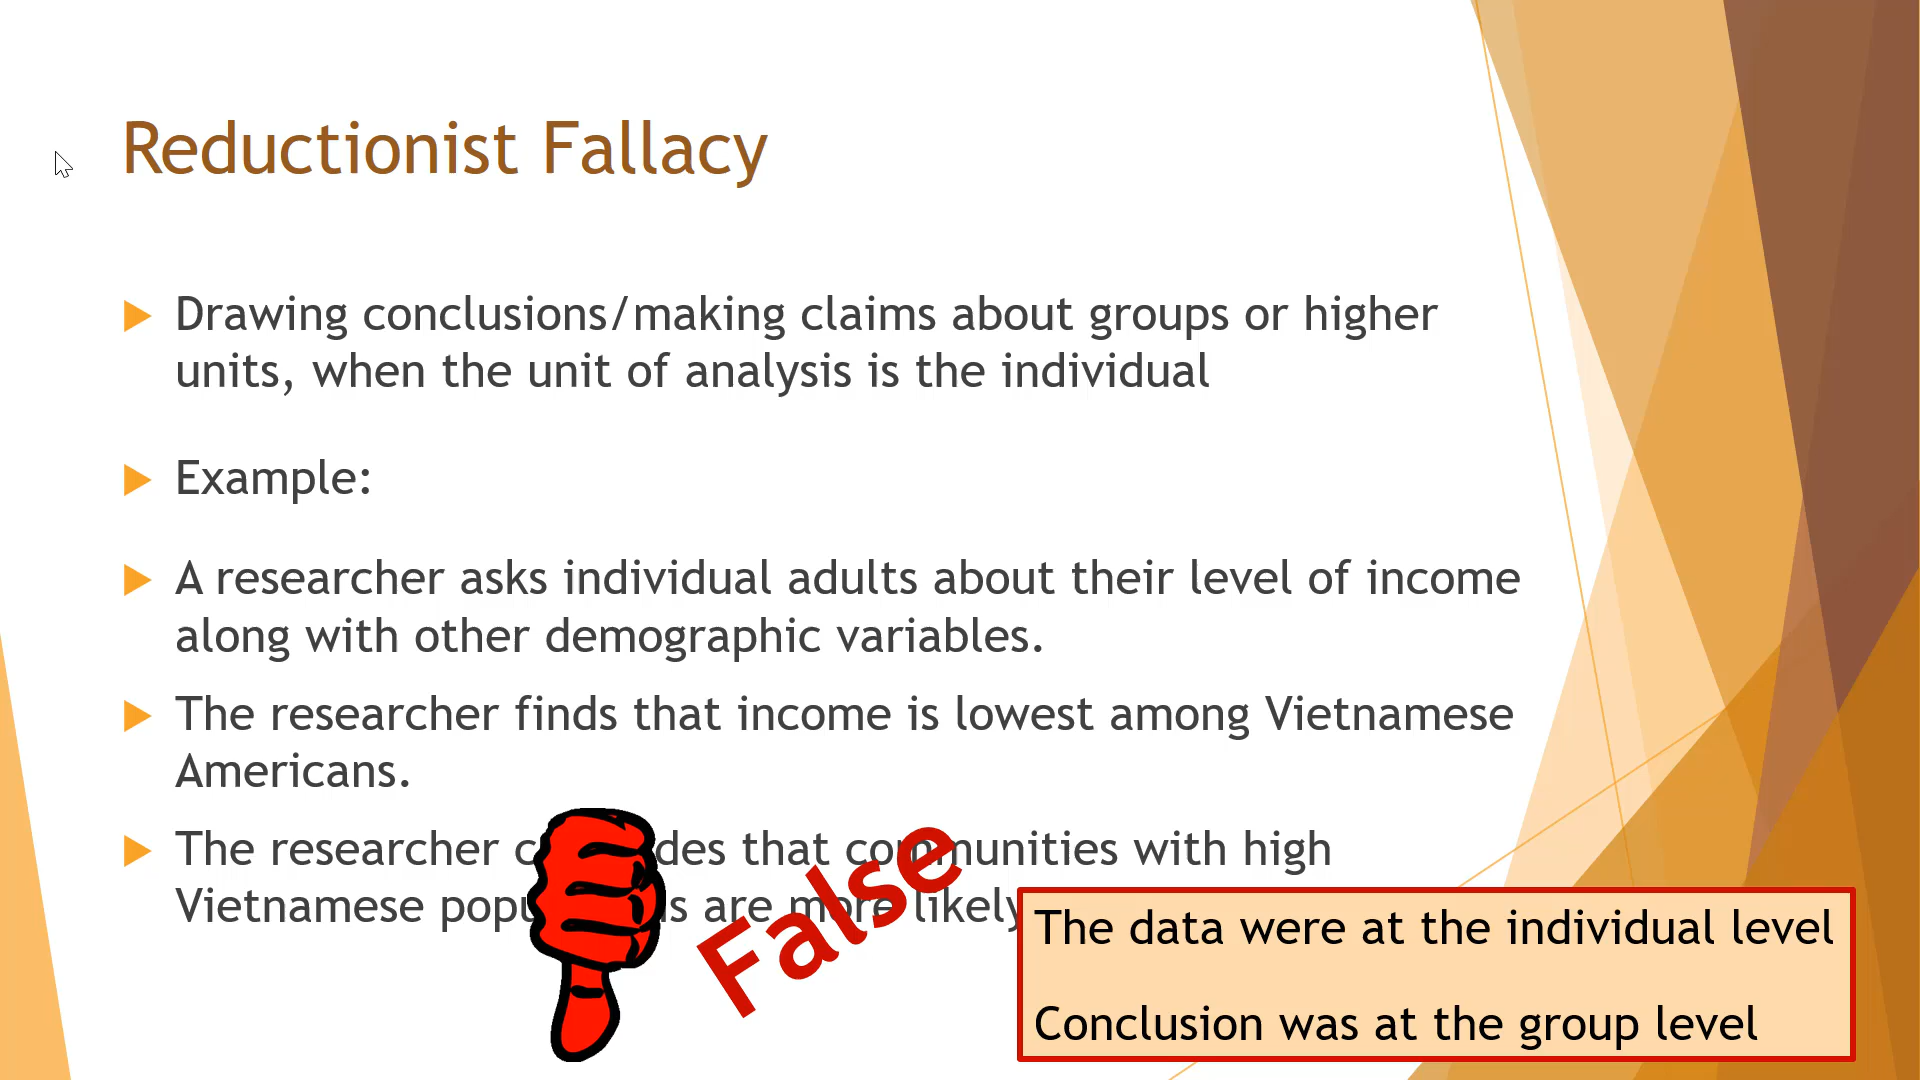 Reductionist Fallacy
Drawing conclusions/making claims about groups or higher
units, when the unit of analysis is the individual
Example:
A researcher asks individual adults about their level of income
along with other demographic variables.
The researcher finds that income is lowest among Vietnamese
Americans.
The researcher that communities with high
Vietnamese are more likely
False
The data were at the individual level
Conclusion was at the group level